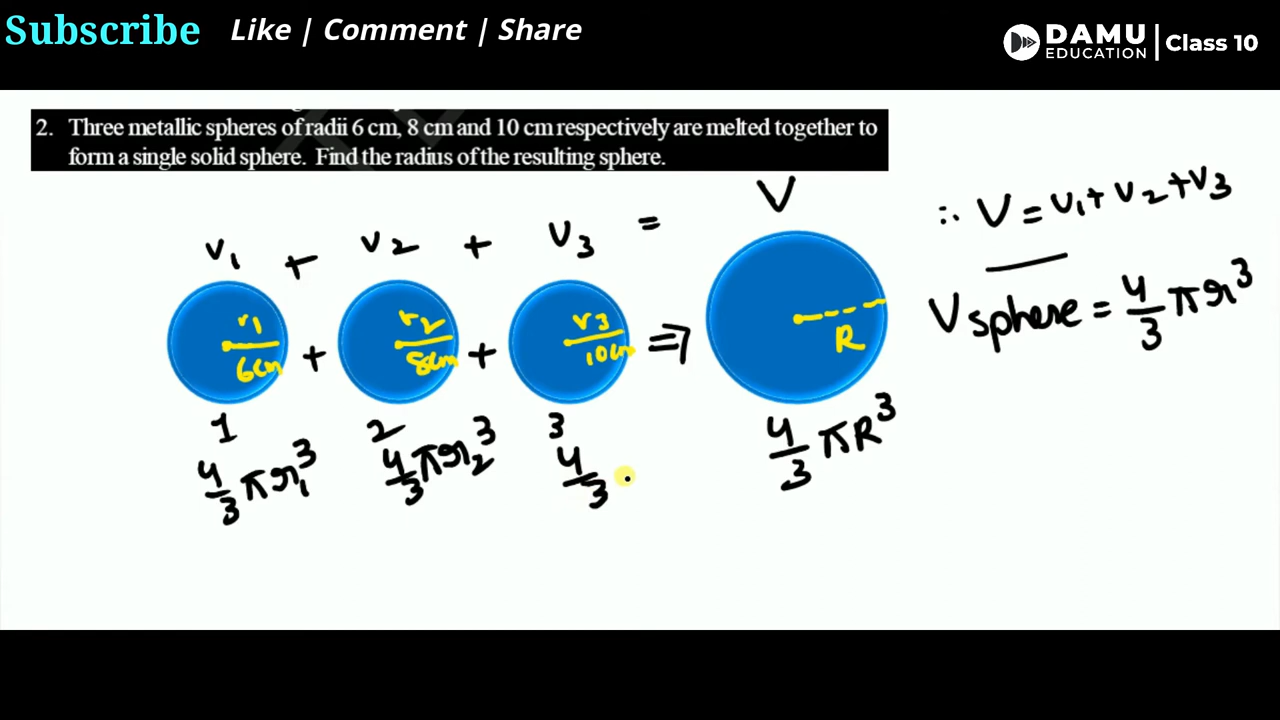 Subscribe Like | Comment | Share
DAMU EDUCATION | Class 10
2. Three metallic spheres of radii 6 cm, 8 cm and 10 cm respectively are melted together to
form a single solid sphere. Find the radius of the resulting sphere.
V₁ + V₂ + V₃ = V
∴ V = V₁ + V₂ + V₃
V sphere = 4/3 πr³
r₁ 6cm + r₂ 8cm + r₃ 10cm ⇒ R
1 2 3
4/3 πr₁³ 4/3 πr₂³ 4/3 4/3 πR³